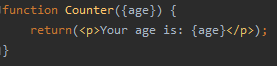 function Counter({age}) {
    return(<p>Your age is: {age}</p>);
}